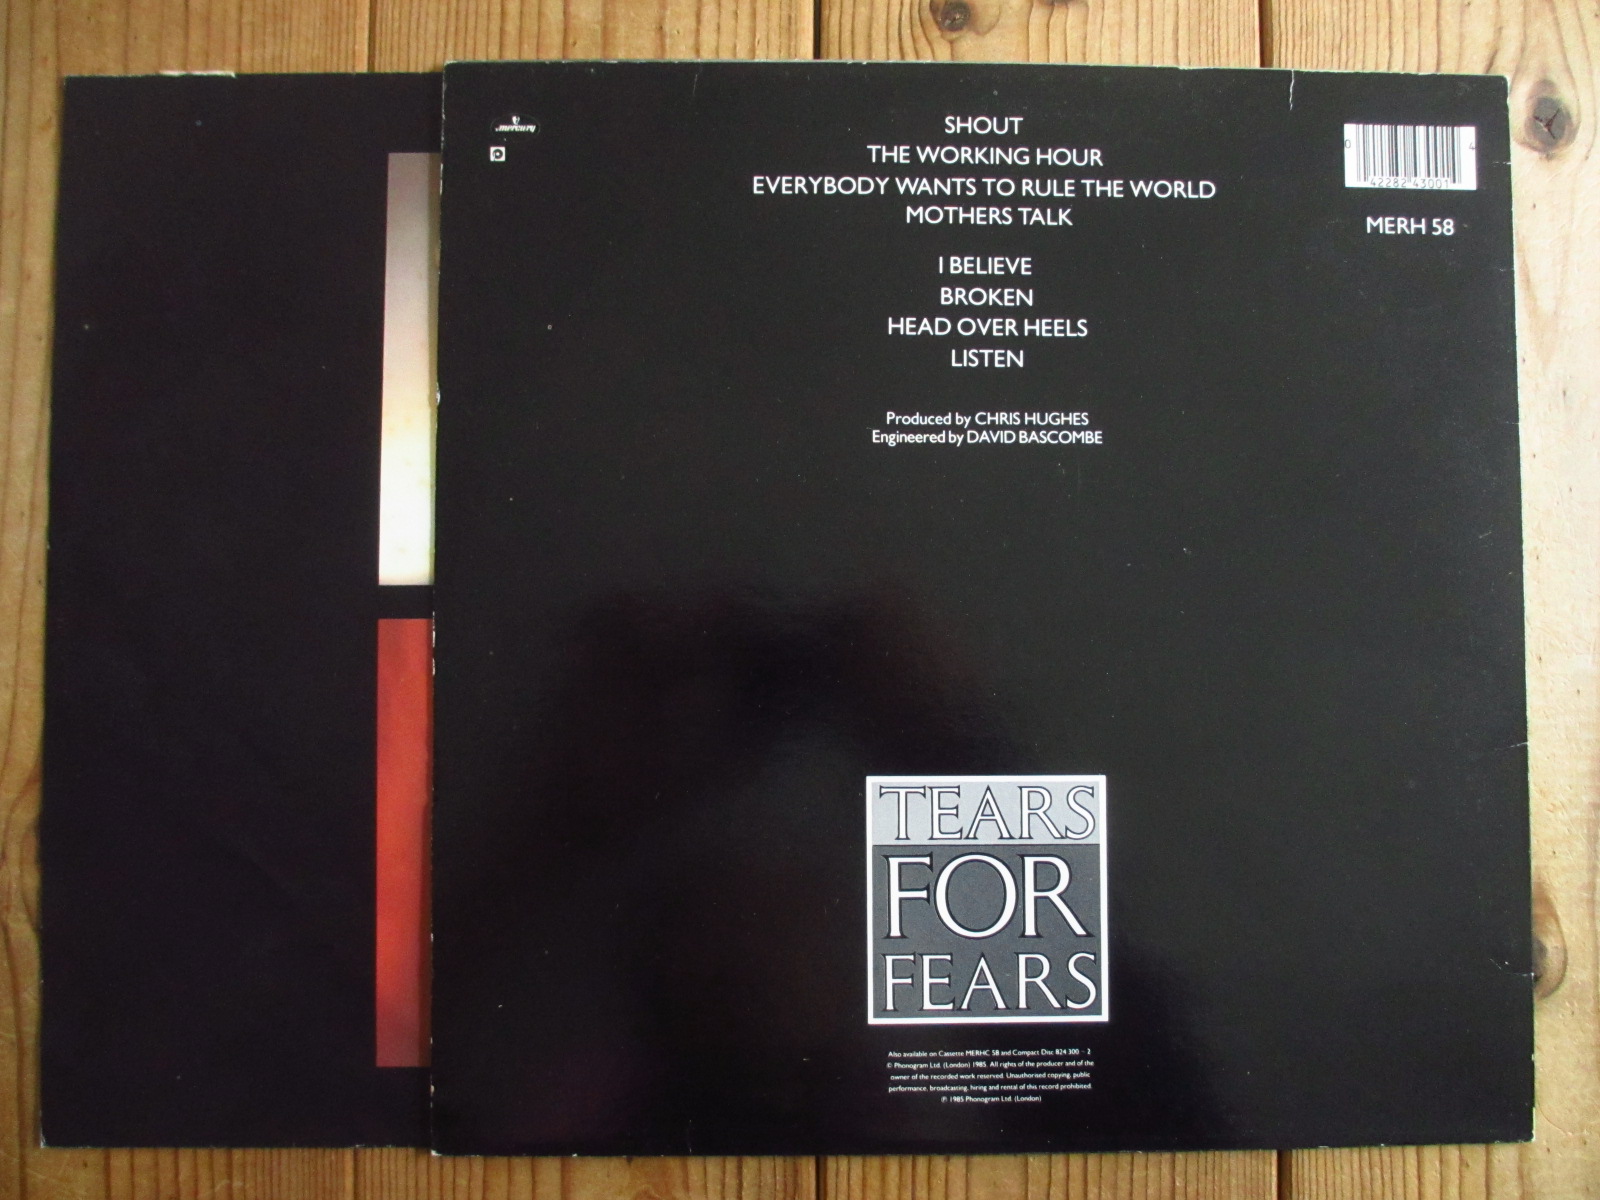 mercury
SHOUT
THE WORKING HOUR
EVERYBODY WANTS TO RULE THE WORLD
MOTHERS TALK
I BELIEVE
BROKEN
HEAD OVER HEELS
LISTEN
Produced by CHRIS HUGHES
Engineered by DAVID BASCOMBE
0 42282 43001 4
MERH 58
TEARS
FOR
FEARS
Also available on Cassette MERHC 58 and Compact Disc 824 300 - 2
© Phonogram Ltd. (London) 1985. All rights of the producer and of the
owner of the recorded work reserved. Unauthorised copying, public
performance, broadcasting, hiring and rental of this record prohibited.
℗ 1985 Phonogram Ltd. (London)